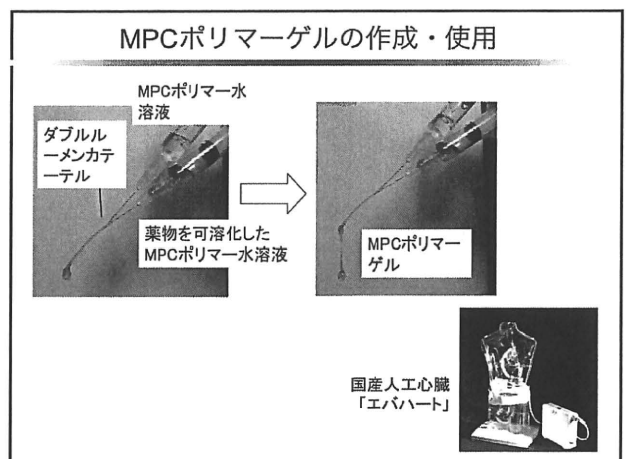 MPCポリマーゲルの作成・使用
MPCポリマー水
溶液
ダブルル
ーメンカテ
ーテル
薬物を可溶化した
MPCポリマー水溶液
MPCポリマー
ゲル
国産人工心臓
「エバハート」